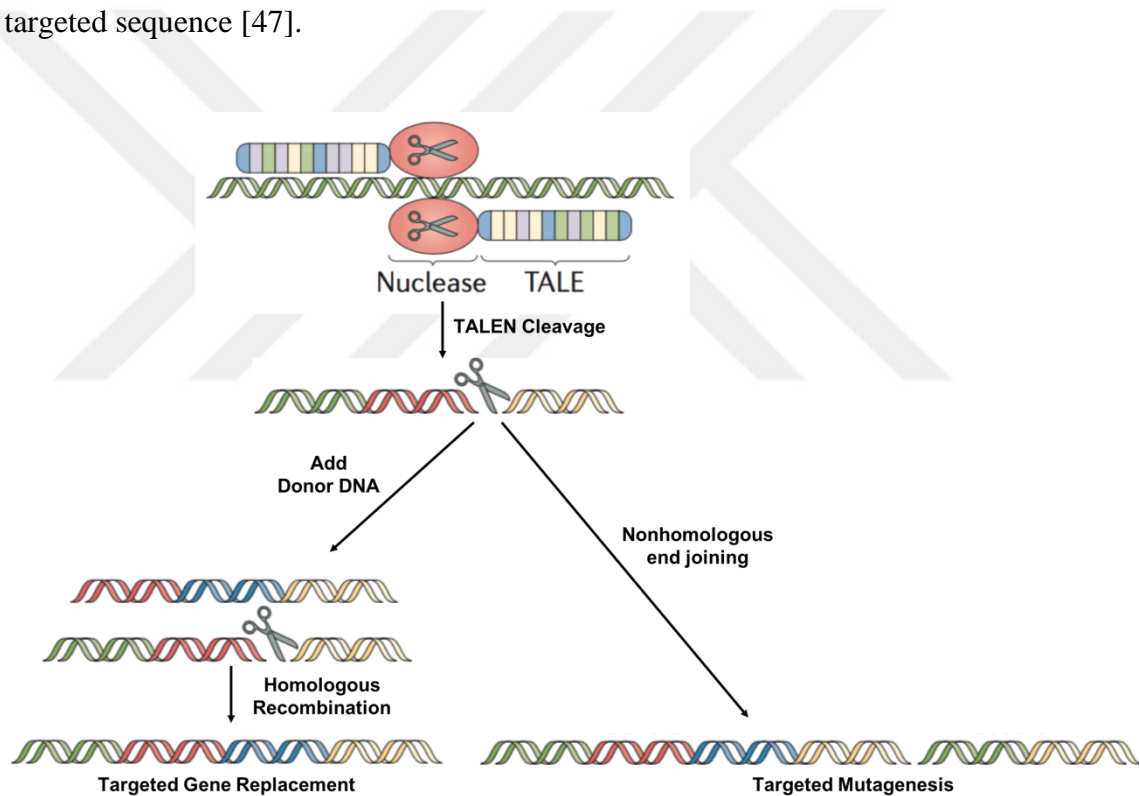 targeted sequence [47].
Nuclease TALE
TALEN Cleavage
Add
Donor DNA
Nonhomologous
end joining
Homologous
Recombination
Targeted Gene Replacement
Targeted Mutagenesis